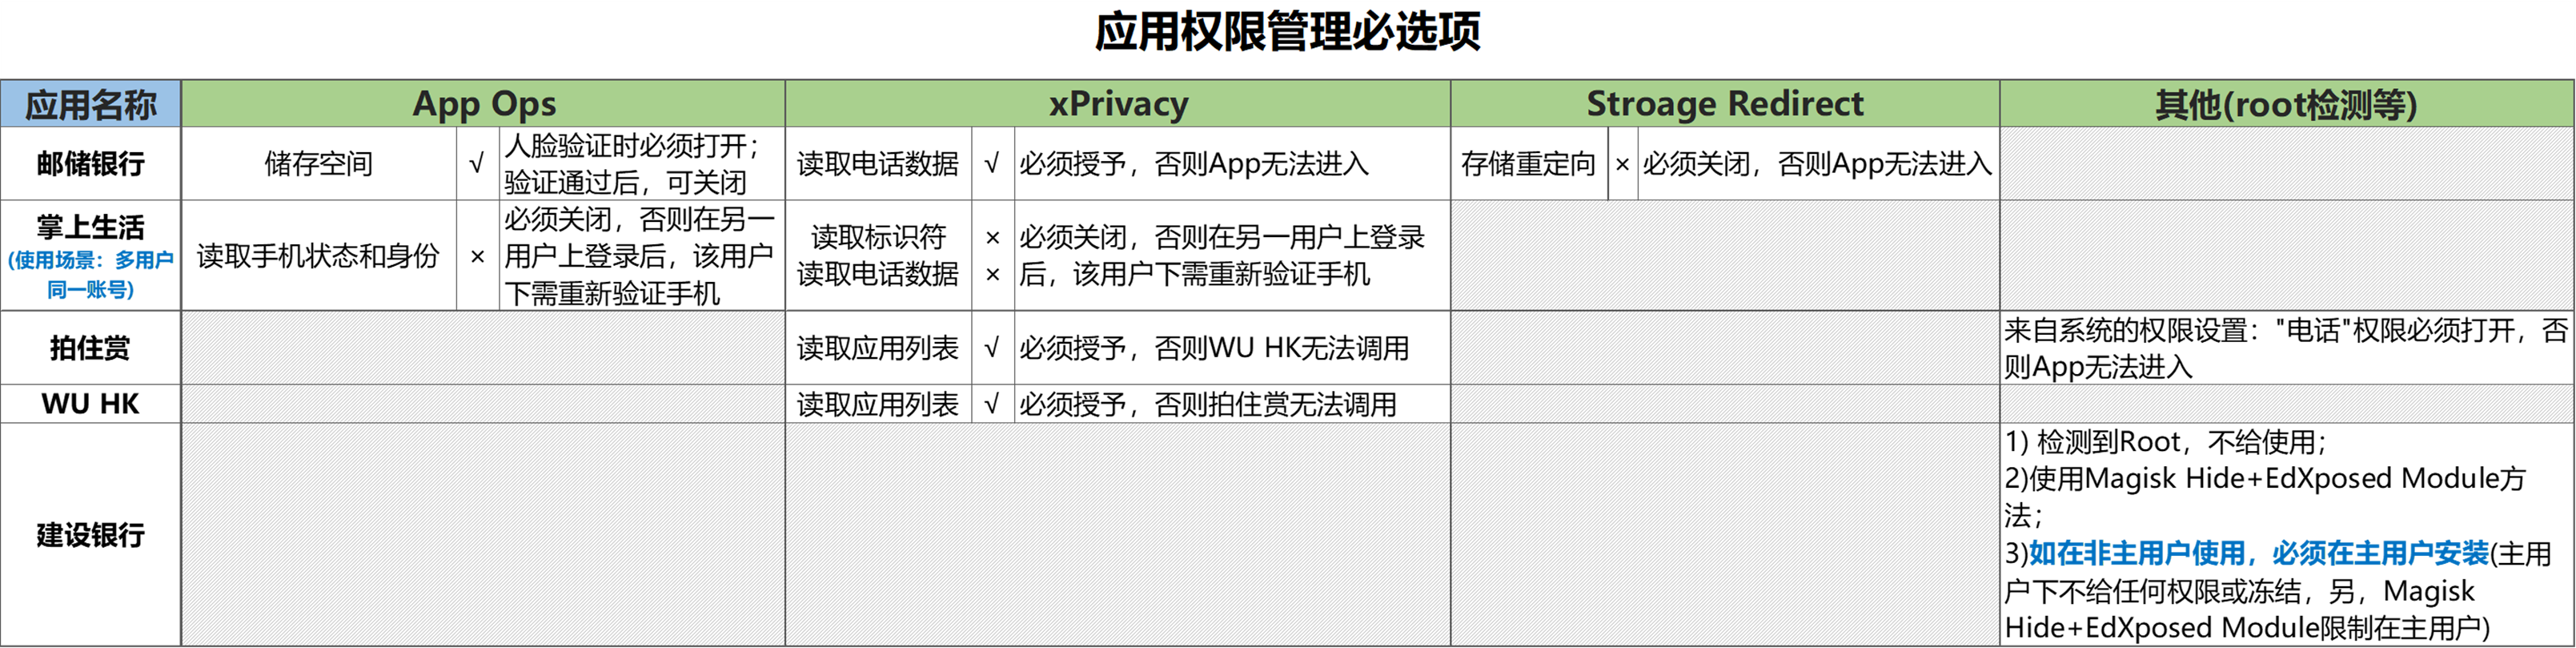 应用权限管理必选项
应用名称
App Ops
xPrivacy
Stroage Redirect
其他(root检测等)
邮储银行
储存空间
√
人脸验证时必须打开；
验证通过后，可关闭
读取电话数据
√
必须授予，否则App无法进入
存储重定向
×
必须关闭，否则App无法进入
掌上生活
(使用场景：多用户
同一账号)
读取手机状态和身份
×
必须关闭，否则在另一
用户上登录后，该用户
下需重新验证手机
读取标识符
×
读取电话数据
×
必须关闭，否则在另一用户上登录
后，该用户下需重新验证手机
拍住赏
读取应用列表
√
必须授予，否则WU HK无法调用
来自系统的权限设置："电话"权限必须打开，否
则App无法进入
WU HK
读取应用列表
√
必须授予，否则拍住赏无法调用
建设银行
1) 检测到Root，不给使用；
2)使用Magisk Hide+EdXposed Module方
法；
3)如在非主用户使用，必须在主用户安装(主用
户下不给任何权限或冻结，另，Magisk
Hide+EdXposed Module限制在主用户)